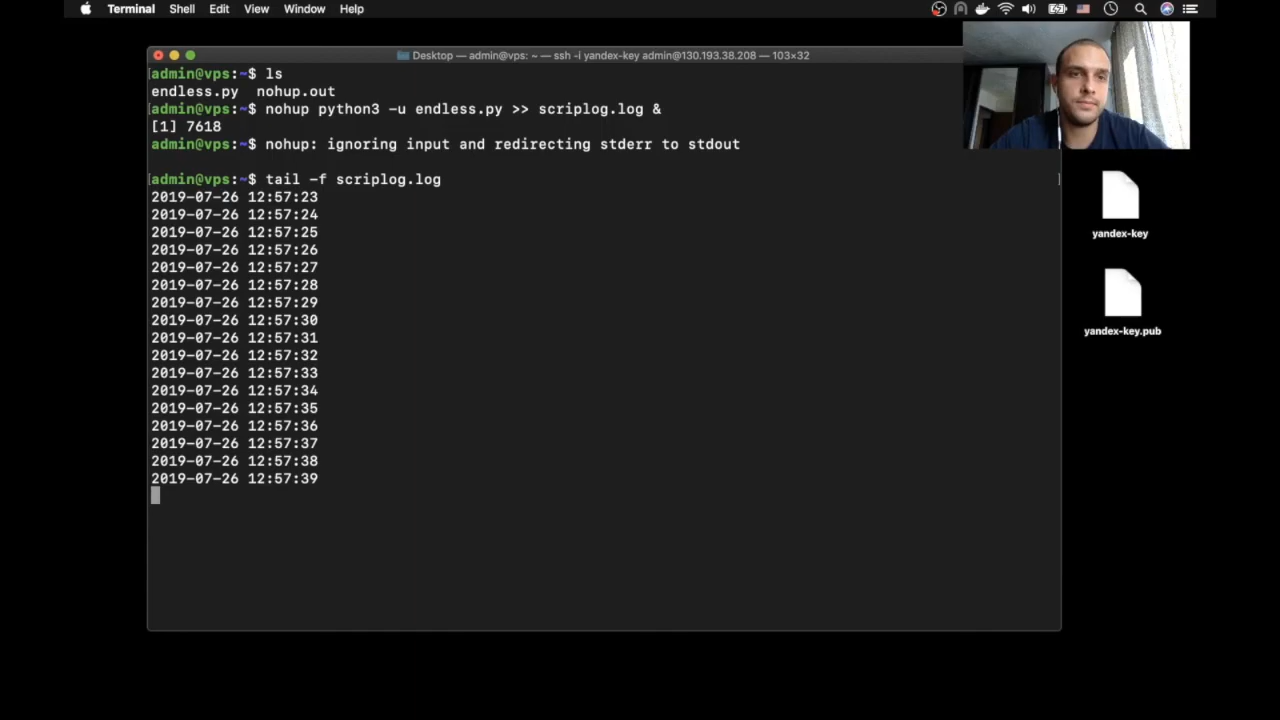 Terminal Shell Edit View Window Help
Desktop — admin@vps: ~ — ssh -i yandex-key admin@130.193.38.208 — 103×32
[admin@vps:~$ ls
endless.py  nohup.out
[admin@vps:~$ nohup python3 -u endless.py >> scriplog.log &
[1] 7618
admin@vps:~$ nohup: ignoring input and redirecting stderr to stdout
[admin@vps:~$ tail -f scriplog.log ]
2019-07-26 12:57:23
2019-07-26 12:57:24
2019-07-26 12:57:25
2019-07-26 12:57:26
2019-07-26 12:57:27
2019-07-26 12:57:28
2019-07-26 12:57:29
2019-07-26 12:57:30
2019-07-26 12:57:31
2019-07-26 12:57:32
2019-07-26 12:57:33
2019-07-26 12:57:34
2019-07-26 12:57:35
2019-07-26 12:57:36
2019-07-26 12:57:37
2019-07-26 12:57:38
2019-07-26 12:57:39
yandex-key
yandex-key.pub